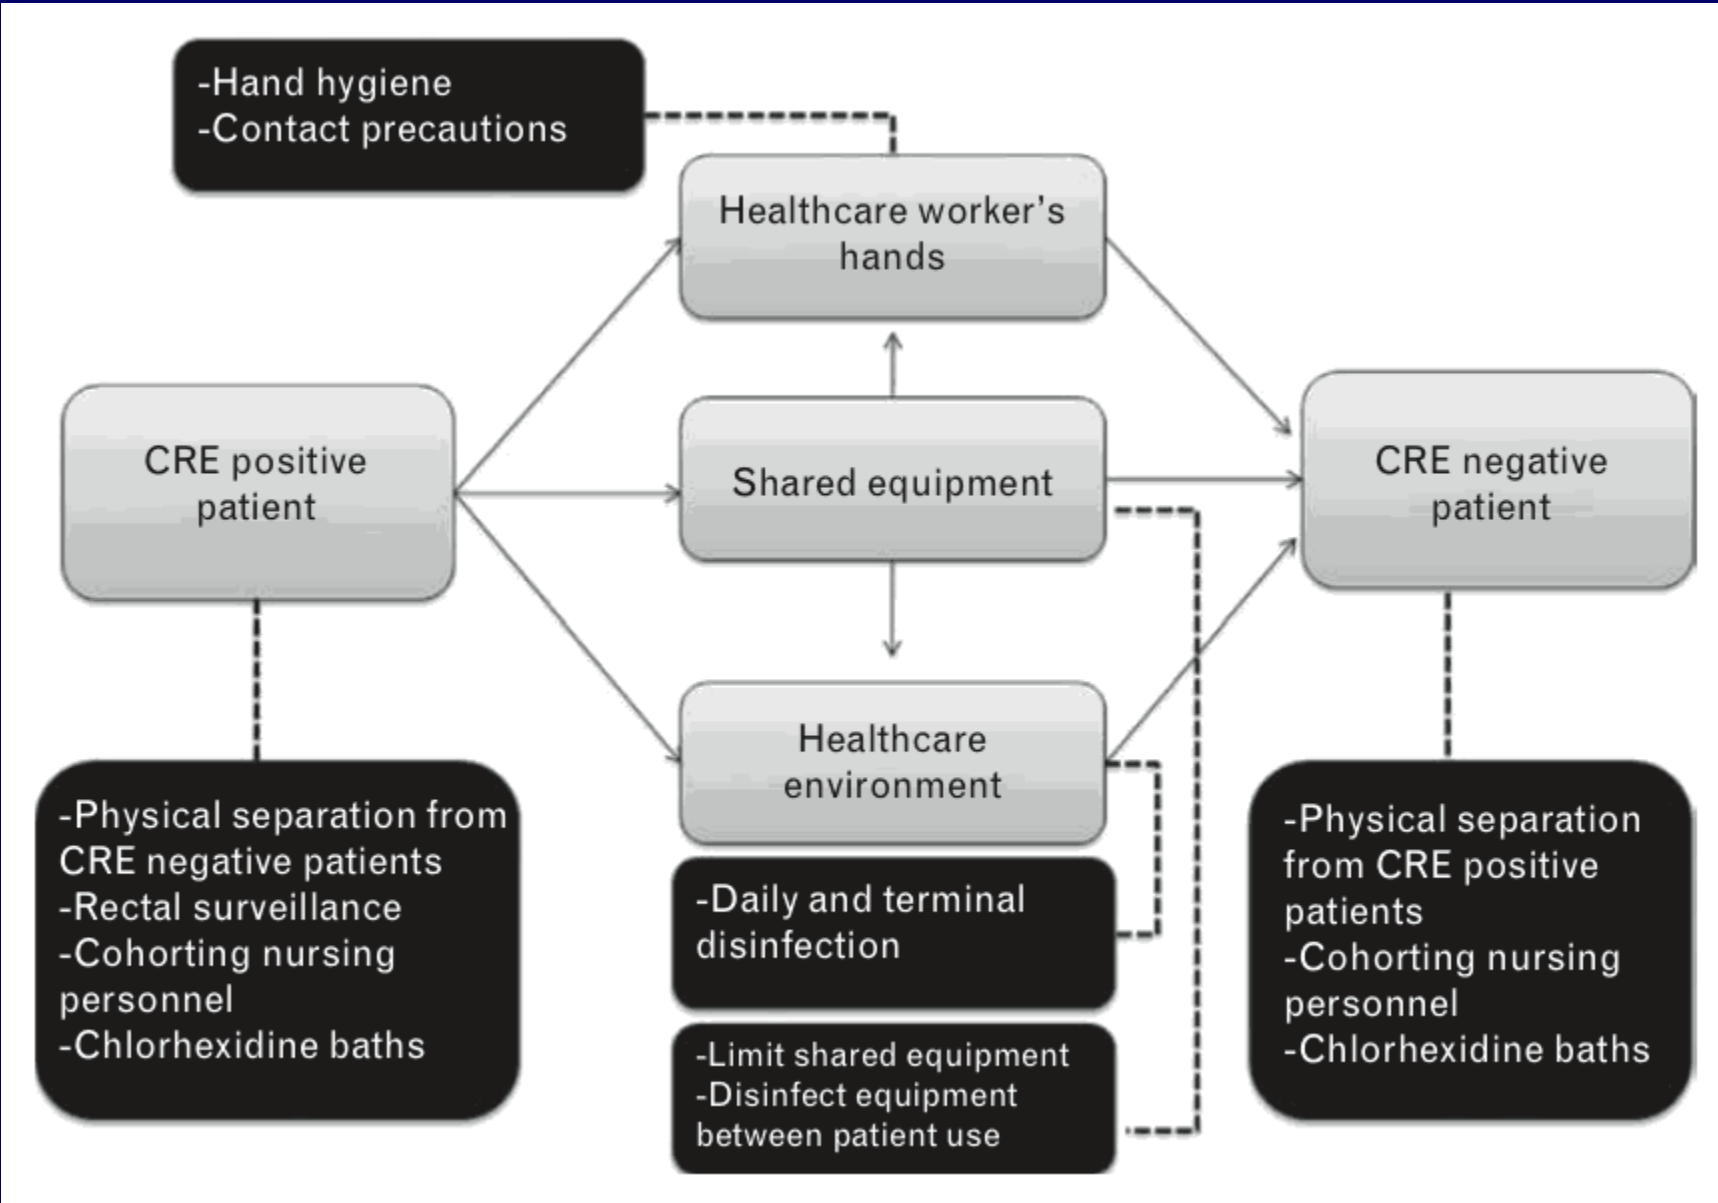 -Hand hygiene
-Contact precautions
Healthcare worker’s
hands
CRE positive
patient
Shared equipment
CRE negative
patient
Healthcare
environment
-Physical separation from
CRE negative patients
-Rectal surveillance
-Cohorting nursing
personnel
-Chlorhexidine baths
-Daily and terminal
disinfection
-Limit shared equipment
-Disinfect equipment
between patient use
-Physical separation
from CRE positive
patients
-Cohorting nursing
personnel
-Chlorhexidine baths